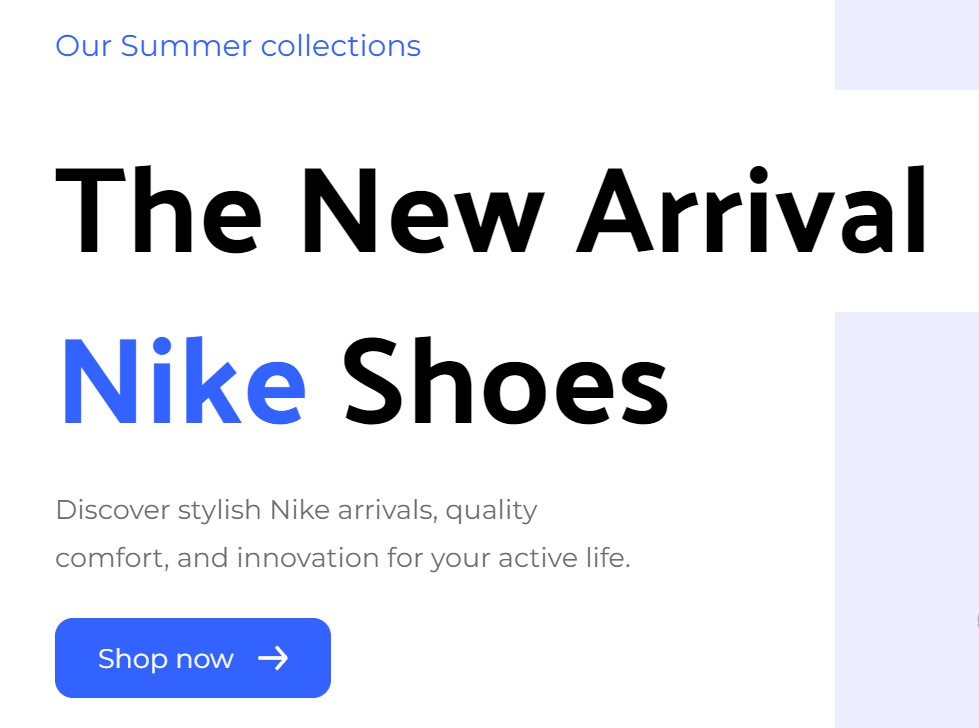 Our Summer collections
The New Arrival
Nike Shoes
Discover stylish Nike arrivals, quality
comfort, and innovation for your active life.
Shop now